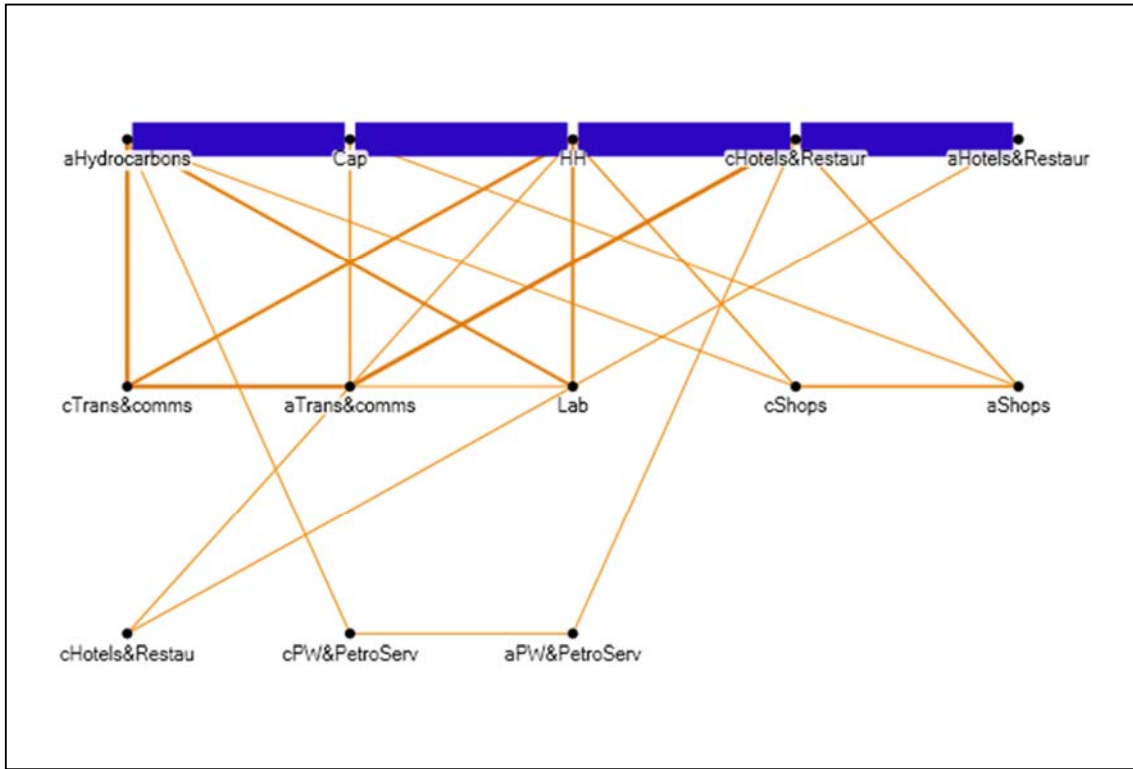 aHydrocarbons Cap HH cHotels&Restaur aHotels&Restaur
cTrans&comms aTrans&comms Lab cShops aShops
cHotels&Restau cPW&PetroServ aPW&PetroServ